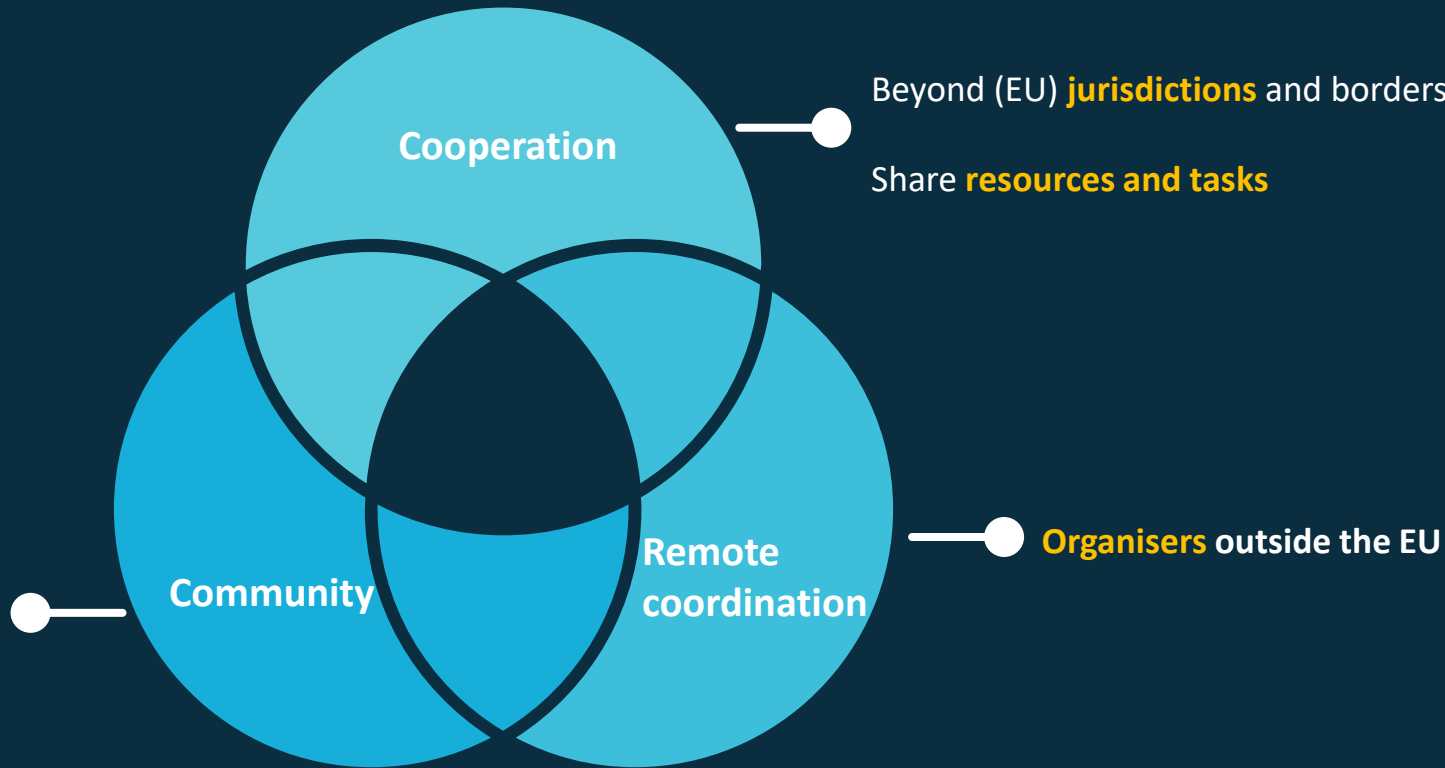 Cooperation
Beyond (EU) jurisdictions and borders
Share resources and tasks
Community
Remote
coordination
Organisers outside the EU